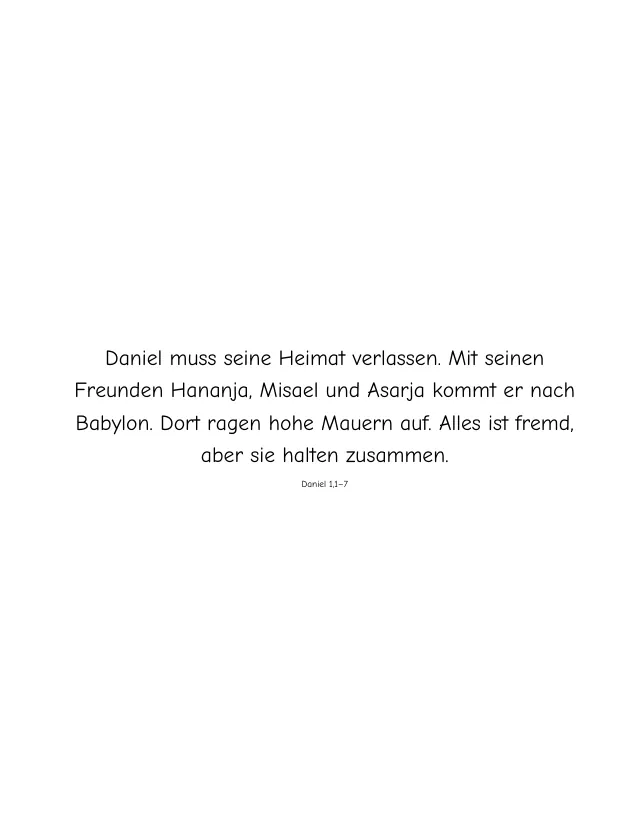 Daniel muss seine Heimat verlassen. Mit seinen
Freunden Hananja, Misael und Asarja kommt er nach
Babylon. Dort ragen hohe Mauern auf. Alles ist fremd,
aber sie halten zusammen.
Daniel 1,1–7